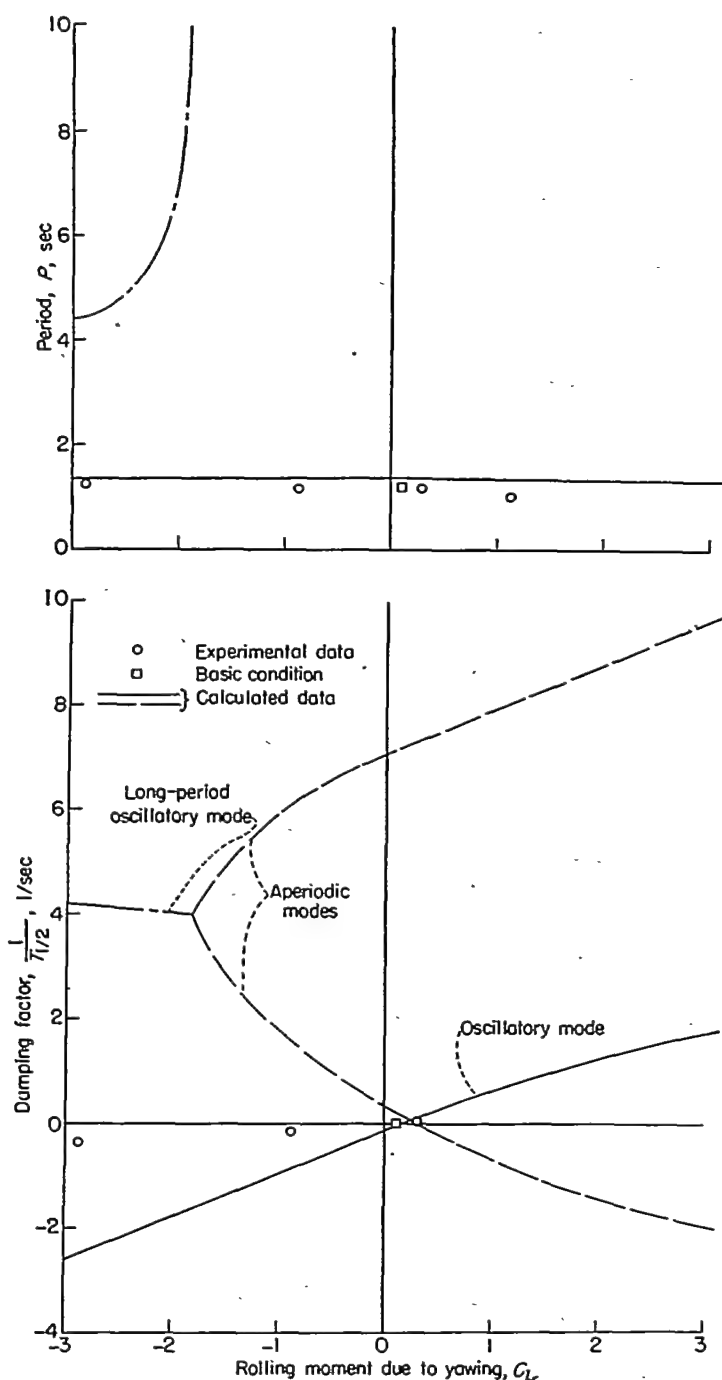 10
8
6
4
2
0
Period, P, sec
10
8
6
4
2
0
-2
-4
Damping factor, 1/T1/2, 1/sec
Experimental data
Basic condition
Calculated data
Long-period
oscillatory mode
Aperiodic
modes
Oscillatory
mode
-3 -2 -1 0 1 2 3
Rolling moment due to yawing, Clr